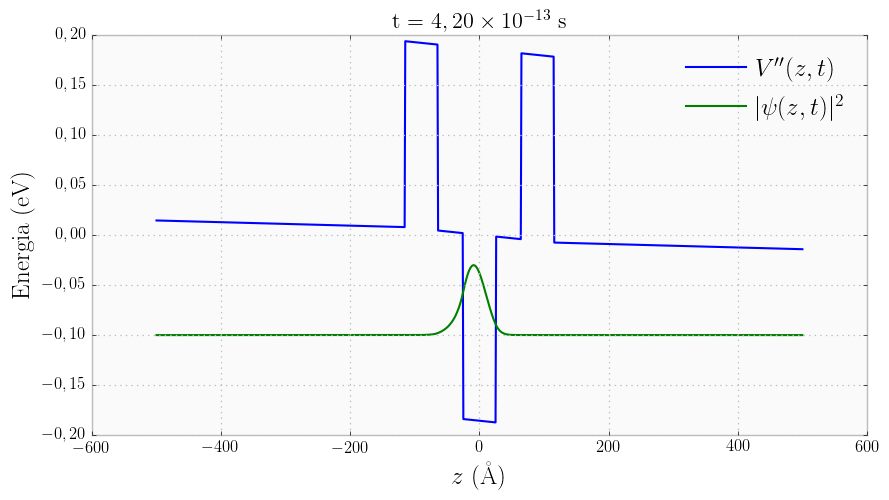 t = 4,20 × 10⁻¹³ s
V''(z, t)
|ψ(z, t)|²
Energia (eV)
0,20
0,15
0,10
0,05
0,00
−0,05
−0,10
−0,15
−0,20
−600 −400 −200 0 200 400 600
z (Å)